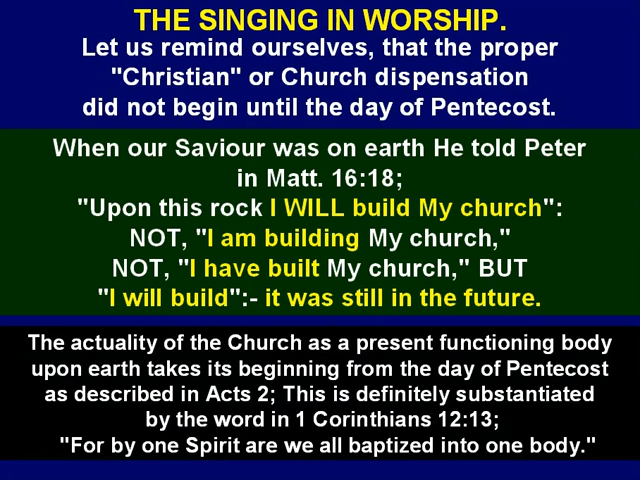 THE SINGING IN WORSHIP.
Let us remind ourselves, that the proper
"Christian" or Church dispensation
did not begin until the day of Pentecost.
When our Saviour was on earth He told Peter
in Matt. 16:18;
"Upon this rock I WILL build My church":
NOT, "I am building My church,"
NOT, "I have built My church," BUT
"I will build":- it was still in the future.
The actuality of the Church as a present functioning body
upon earth takes its beginning from the day of Pentecost
as described in Acts 2; This is definitely substantiated
by the word in 1 Corinthians 12:13;
"For by one Spirit are we all baptized into one body."